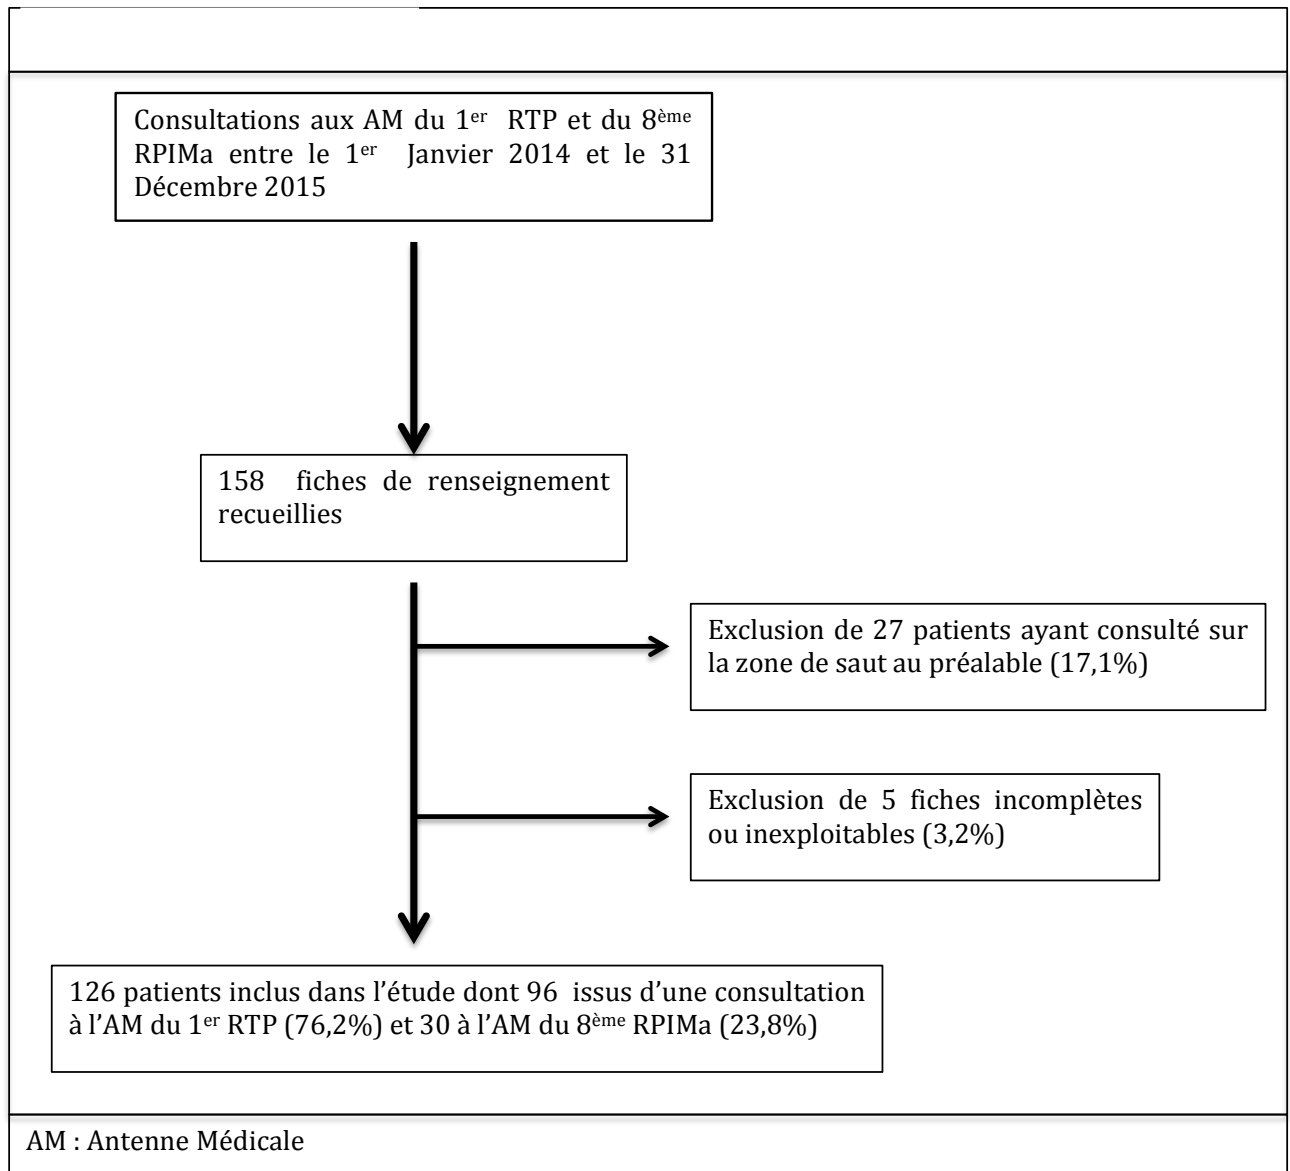 Consultations aux AM du 1er RTP et du 8ème
RPIMa entre le 1er Janvier 2014 et le 31
Décembre 2015
158 fiches de renseignement
recueillies
Exclusion de 27 patients ayant consulté sur
la zone de saut au préalable (17,1%)
Exclusion de 5 fiches incomplètes
ou inexploitables (3,2%)
126 patients inclus dans l’étude dont 96 issus d’une consultation
à l’AM du 1er RTP (76,2%) et 30 à l’AM du 8ème RPIMa (23,8%)
AM : Antenne Médicale